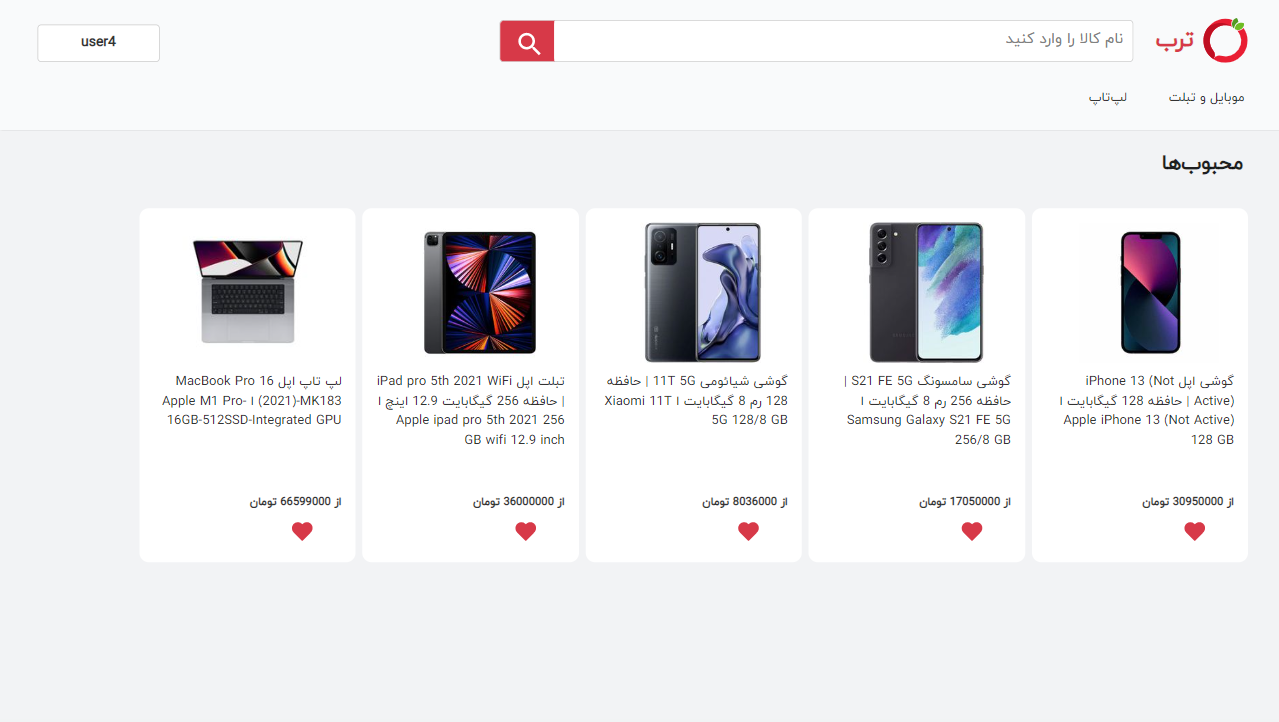 ترب
نام کالا را وارد کنید
user4
موبایل و تبلت
لپ‌تاپ
محبوب‌ها
گوشی اپل iPhone 13 (Not
Active) | حافظه 128 گیگابایت ا
Apple iPhone 13 (Not Active)
128 GB
از 30950000 تومان
گوشی سامسونگ S21 FE 5G |
حافظه 256 رم 8 گیگابایت ا
Samsung Galaxy S21 FE 5G
256/8 GB
از 17050000 تومان
گوشی شیائومی 11T 5G | حافظه
128 رم 8 گیگابایت ا Xiaomi 11T
5G 128/8 GB
از 8036000 تومان
تبلت اپل iPad pro 5th 2021 WiFi
| حافظه 256 گیگابایت 12.9 اینچ ا
Apple ipad pro 5th 2021 256
GB wifi 12.9 inch
از 36000000 تومان
لپ تاپ اپل MacBook Pro 16
(2021)-MK183 ا Apple M1 Pro-
16GB-512SSD-Integrated GPU
از 66599000 تومان